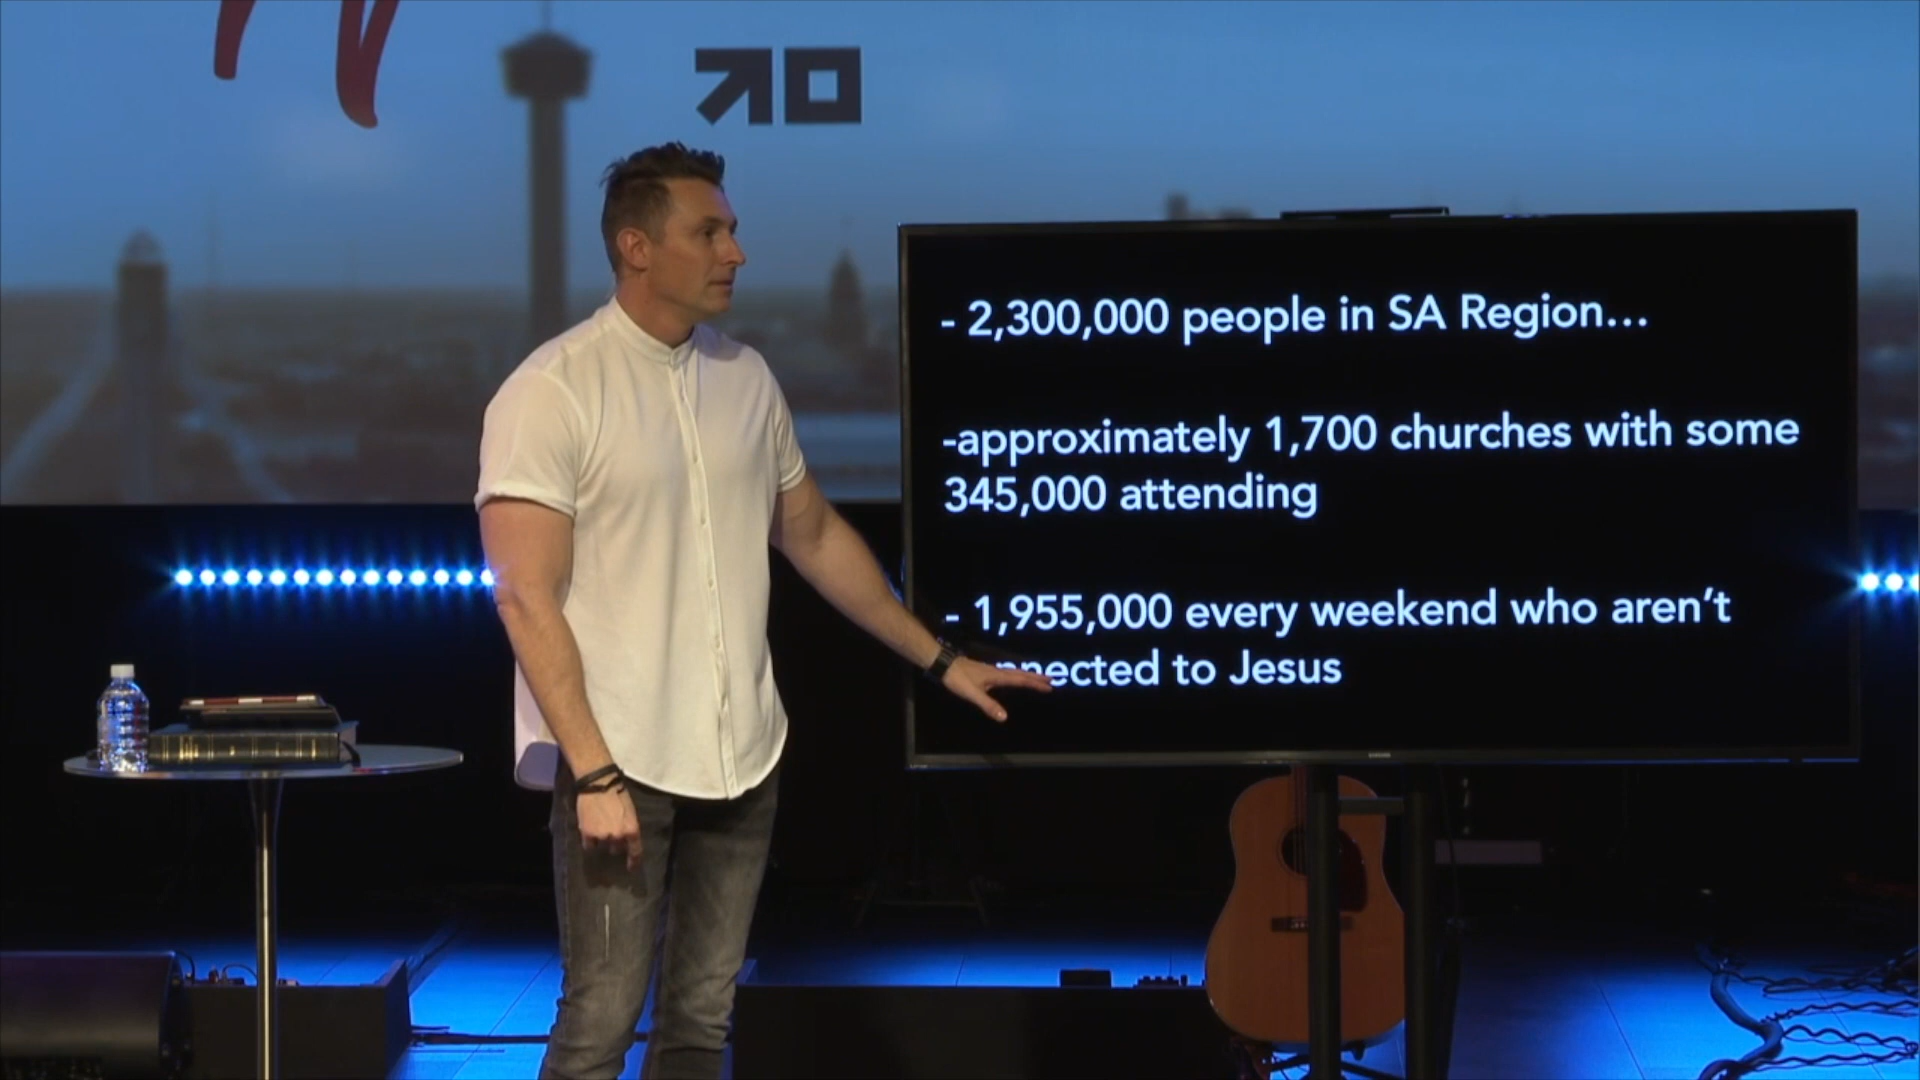 - 2,300,000 people in SA Region...
-approximately 1,700 churches with some
345,000 attending
- 1,955,000 every weekend who aren't
to Jesus